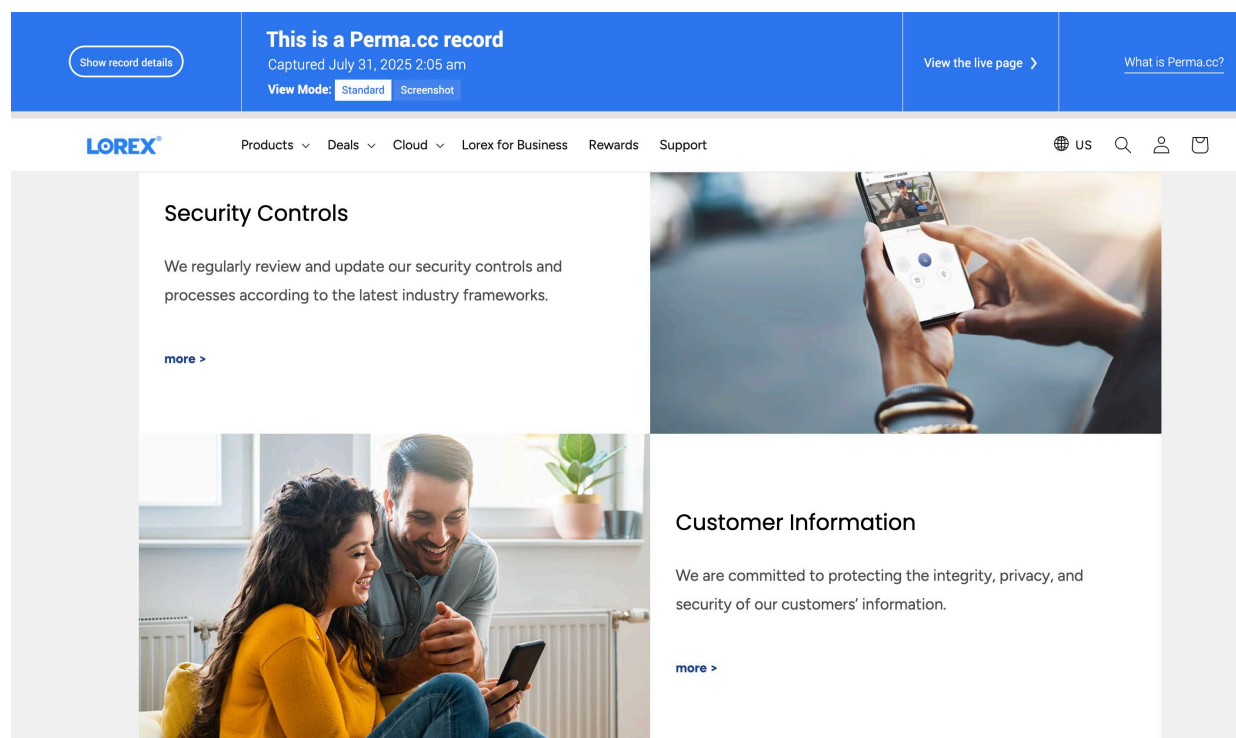 Show record details
This is a Perma.cc record
Captured July 31, 2025 2:05 am
View Mode: Standard Screenshot
View the live page ❯
What is Perma.cc?
LOREX®
Products Deals Cloud Lorex for Business Rewards Support
US
Security Controls
We regularly review and update our security controls and
processes according to the latest industry frameworks.
more >
FRONT DOOR
Customer Information
We are committed to protecting the integrity, privacy, and
security of our customers’ information.
more >